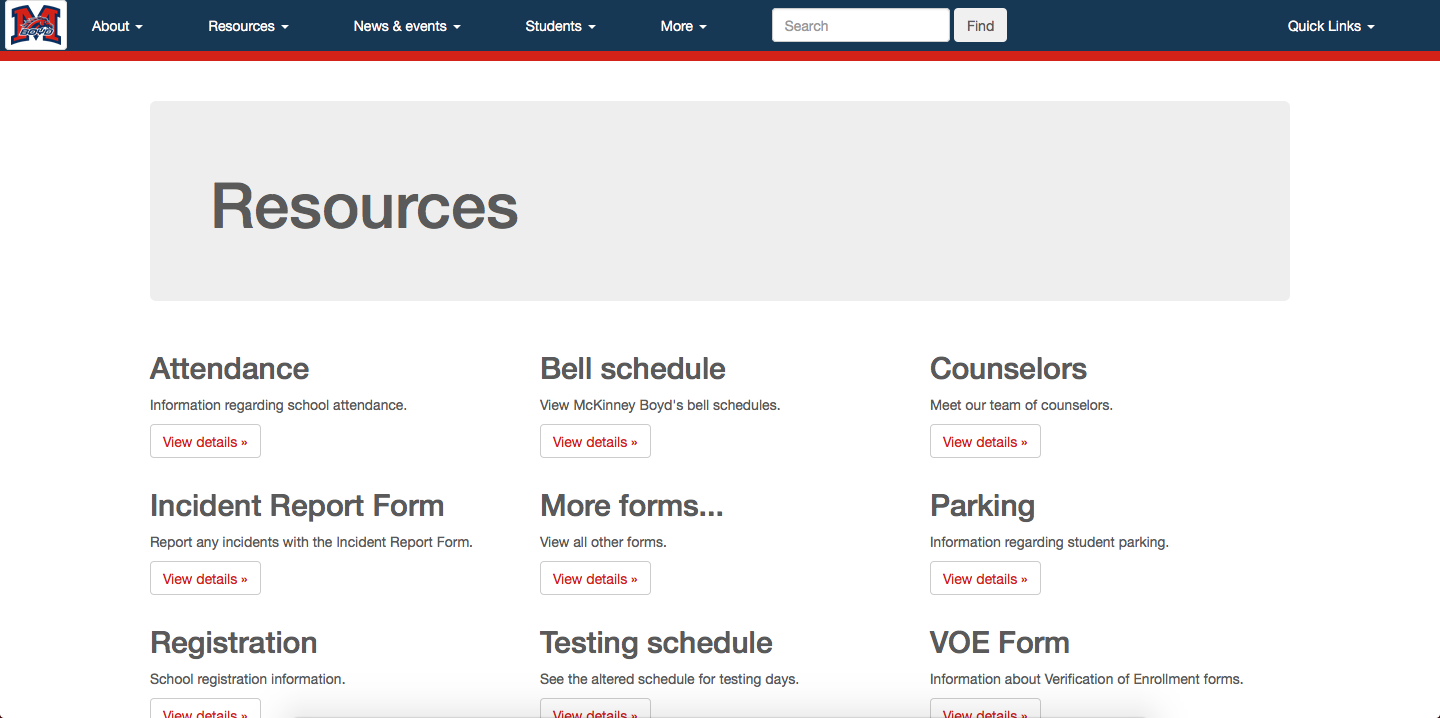 M BOYD About Resources News & events Students More Search Find Quick Links
Resources
Attendance Bell schedule Counselors
Information regarding school attendance. View McKinney Boyd's bell schedules. Meet our team of counselors.
View details » View details » View details »
Incident Report Form More forms... Parking
Report any incidents with the Incident Report Form. View all other forms. Information regarding student parking.
View details » View details » View details »
Registration Testing schedule VOE Form
School registration information. See the altered schedule for testing days. Information about Verification of Enrollment forms.
View details » View details » View details »